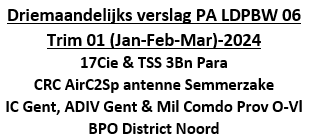 Driemaandelijks verslag PA LDPBW 06
Trim 01 (Jan-Feb-Mar)-2024
17Cie & TSS 3Bn Para
CRC AirC2Sp antenne Semmerzake
IC Gent, ADIV Gent & Mil Comdo Prov O-Vl
BPO District Noord